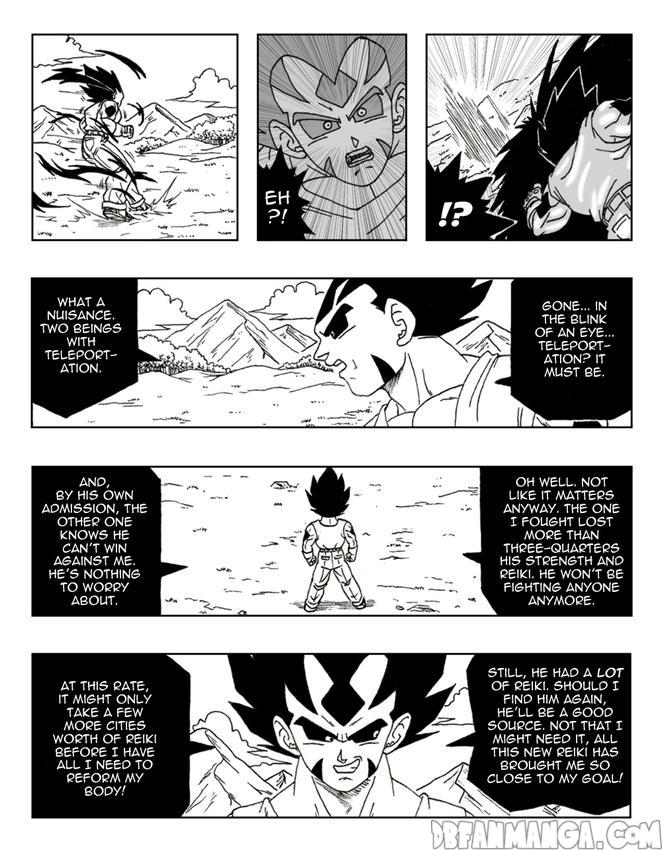 !?
EH
?!
GONE... IN
THE BLINK
OF AN EYE...
TELEPORT-
ATION? IT
MUST BE.
WHAT A
NUISANCE.
TWO BEINGS
WITH
TELEPORT-
ATION.
OH WELL. NOT
LIKE IT MATTERS
ANYWAY. THE ONE
I FOUGHT LOST
MORE THAN
THREE-QUARTERS
HIS STRENGTH AND
REIKI. HE WON'T BE
FIGHTING ANYONE
ANYMORE.
AND,
BY HIS OWN
ADMISSION, THE
OTHER ONE
KNOWS HE
CAN'T WIN
AGAINST ME.
HE'S NOTHING
TO WORRY
ABOUT.
STILL, HE HAD A LOT
OF REIKI. SHOULD I
FIND HIM AGAIN,
HE'LL BE A GOOD
SOURCE. NOT THAT I
MIGHT NEED IT, ALL
THIS NEW REIKI HAS
BROUGHT ME SO
CLOSE TO MY GOAL!
AT THIS RATE,
IT MIGHT ONLY
TAKE A FEW
MORE CITIES
WORTH OF REIKI
BEFORE I HAVE
ALL I NEED TO
REFORM MY
BODY!
DBFANMANGA.COM